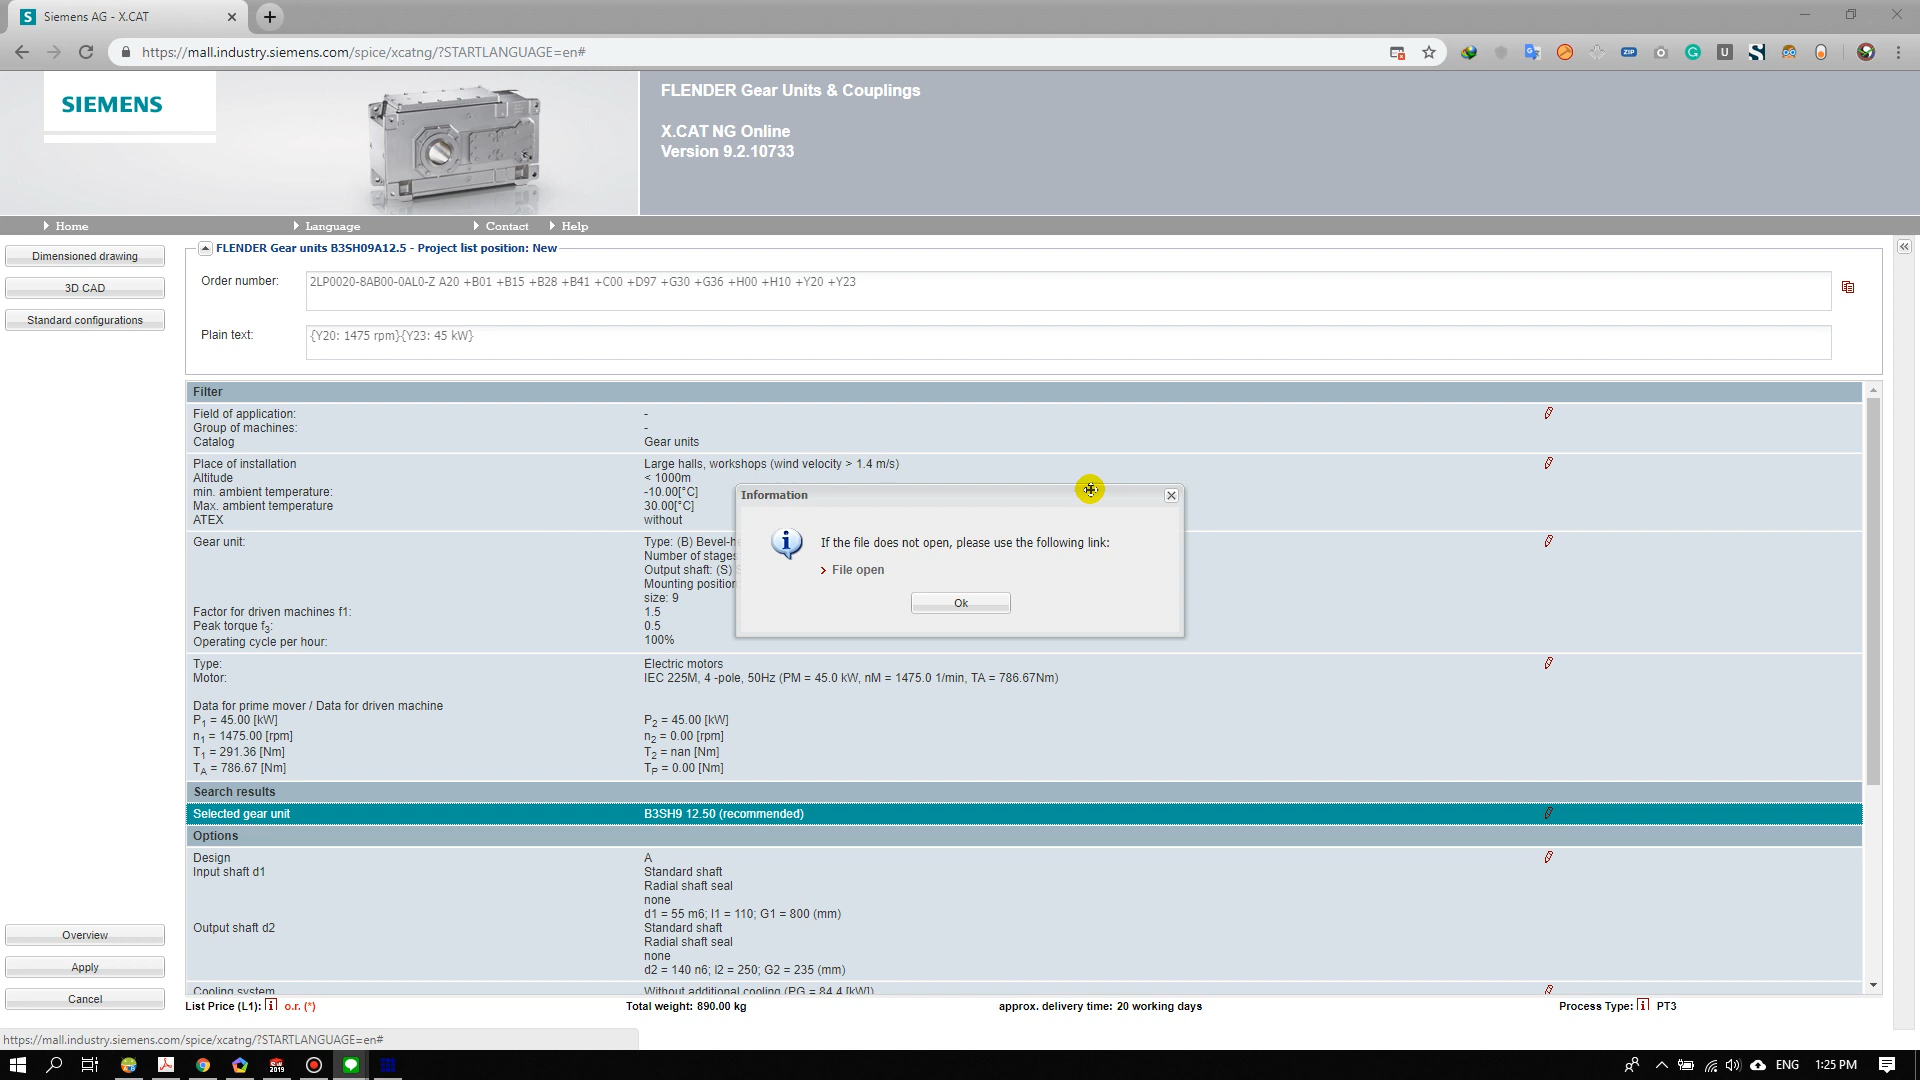 Siemens AG - X.CAT
https://mall.industry.siemens.com/spice/xcatng/?STARTLANGUAGE=en#
SIEMENS
FLENDER Gear Units & Couplings
X.CAT NG Online
Version 9.2.10733
Home
Language
Contact
Help
Dimensioned drawing
3D CAD
Standard configurations
FLENDER Gear units B3SH09A12.5 - Project list position: New
Order number:
2LP0020-8AB00-0AL0-Z A20 +B01 +B15 +B28 +B41 +C00 +D97 +G30 +G36 +H00 +H10 +Y20 +Y23
Plain text:
{Y20: 1475 rpm}{Y23: 45 kW}
Filter
Field of application: -
Group of machines: -
Catalog Gear units
Place of installation Large halls, workshops (wind velocity > 1.4 m/s)
Altitude < 1000m
min. ambient temperature: -10.00[°C]
Max. ambient temperature 30.00[°C]
ATEX without
Gear unit: Type: (B) Bevel-h
Number of stages
Output shaft: (S)
Mounting position
size: 9
Factor for driven machines f1: 1.5
Peak torque f3: 0.5
Operating cycle per hour: 100%
Information
If the file does not open, please use the following link:
File open
Ok
Type: Electric motors
Motor: IEC 225M, 4 -pole, 50Hz (PM = 45.0 kW, nM = 1475.0 1/min, TA = 786.67Nm)
Data for prime mover / Data for driven machine
P1 = 45.00 [kW] P2 = 45.00 [kW]
n1 = 1475.00 [rpm] n2 = 0.00 [rpm]
T1 = 291.36 [Nm] T2 = nan [Nm]
TA = 786.67 [Nm] TP = 0.00 [Nm]
Search results
Selected gear unit B3SH9 12.50 (recommended)
Options
Design A
Input shaft d1 Standard shaft
Radial shaft seal
none
d1 = 55 m6; l1 = 110; G1 = 800 (mm)
Output shaft d2 Standard shaft
Radial shaft seal
none
d2 = 140 n6; l2 = 250; G2 = 235 (mm)
Cooling system Without additional cooling (PG = 84.4 [kW])
Overview
Apply
Cancel
List Price (L1): o.r. (*)
Total weight: 890.00 kg
approx. delivery time: 20 working days
Process Type: PT3
https://mall.industry.siemens.com/spice/xcatng/?STARTLANGUAGE=en#
ENG
1:25 PM